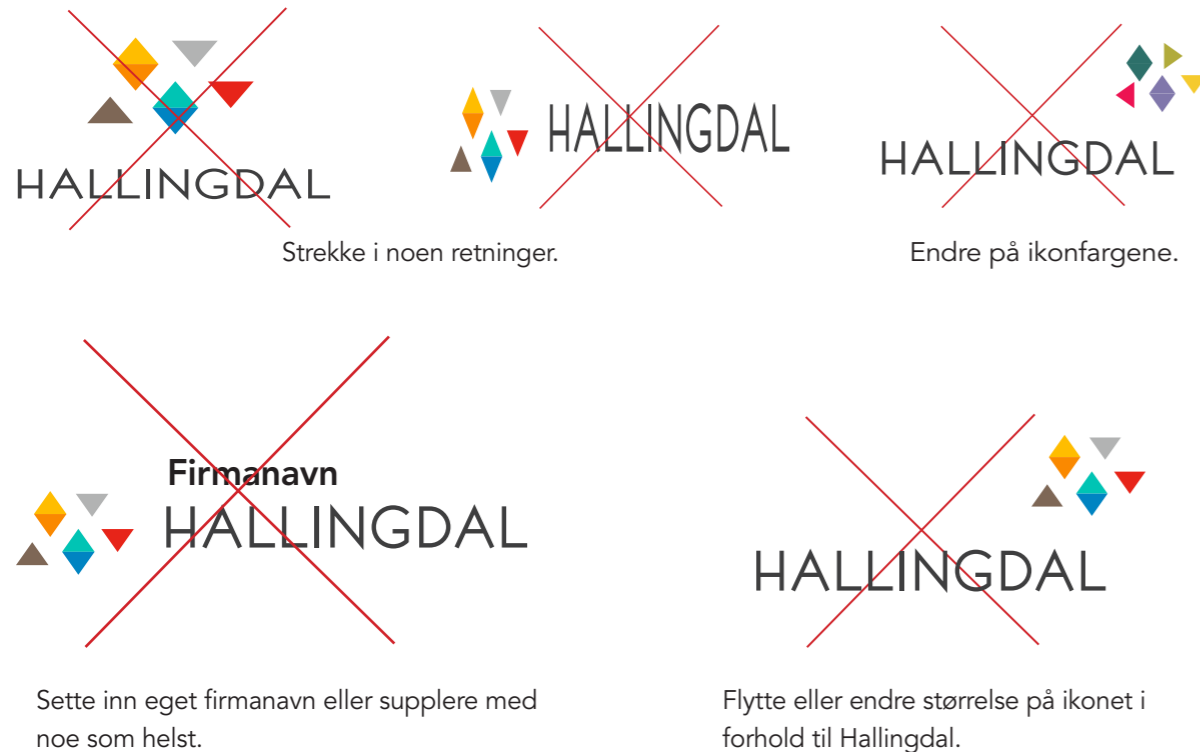 HALLINGDAL
HALLINGDAL
HALLINGDAL
Strekke i noen retninger.
Endre på ikonfargene.
Firmanavn
HALLINGDAL
HALLINGDAL
Sette inn eget firmanavn eller supplere med
noe som helst.
Flytte eller endre størrelse på ikonet i
forhold til Hallingdal.